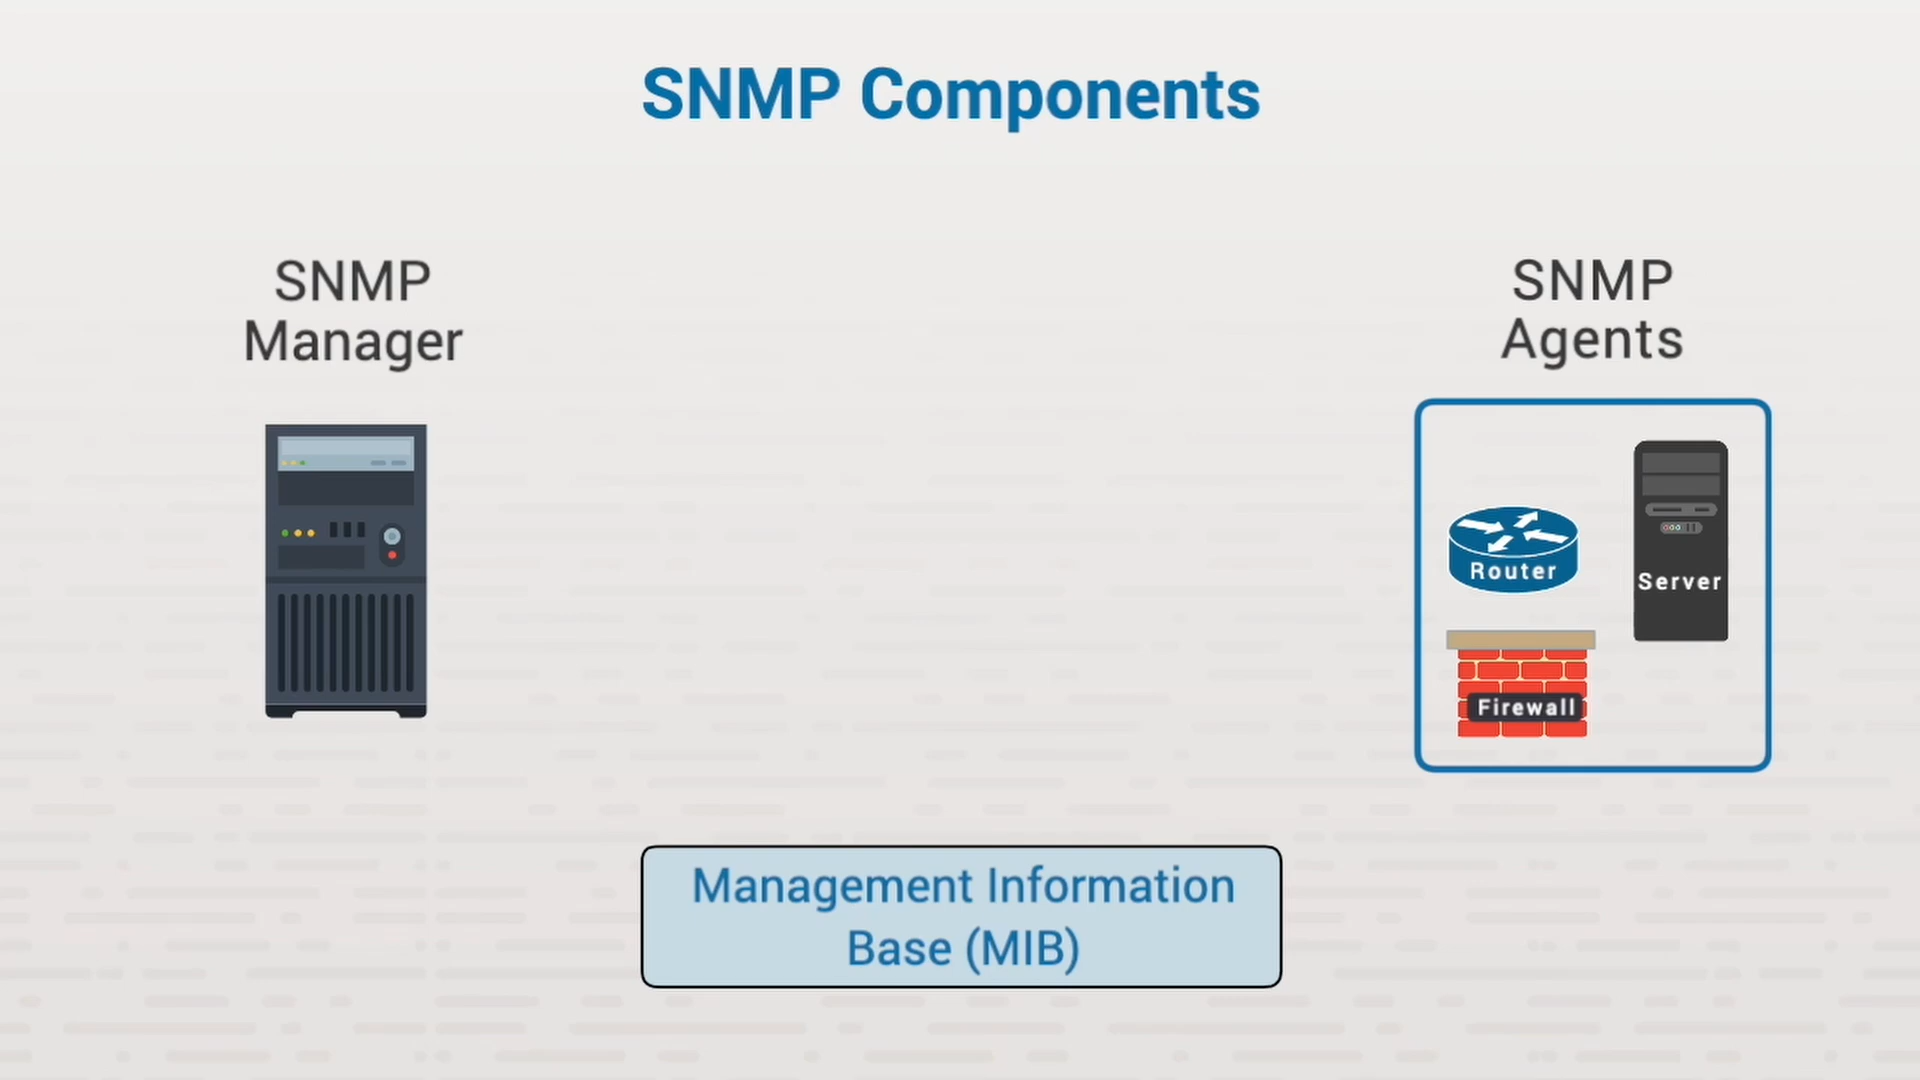 SNMP Components
SNMP
Manager
SNMP
Agents
Router
Server
Firewall
Management Information
Base (MIB)